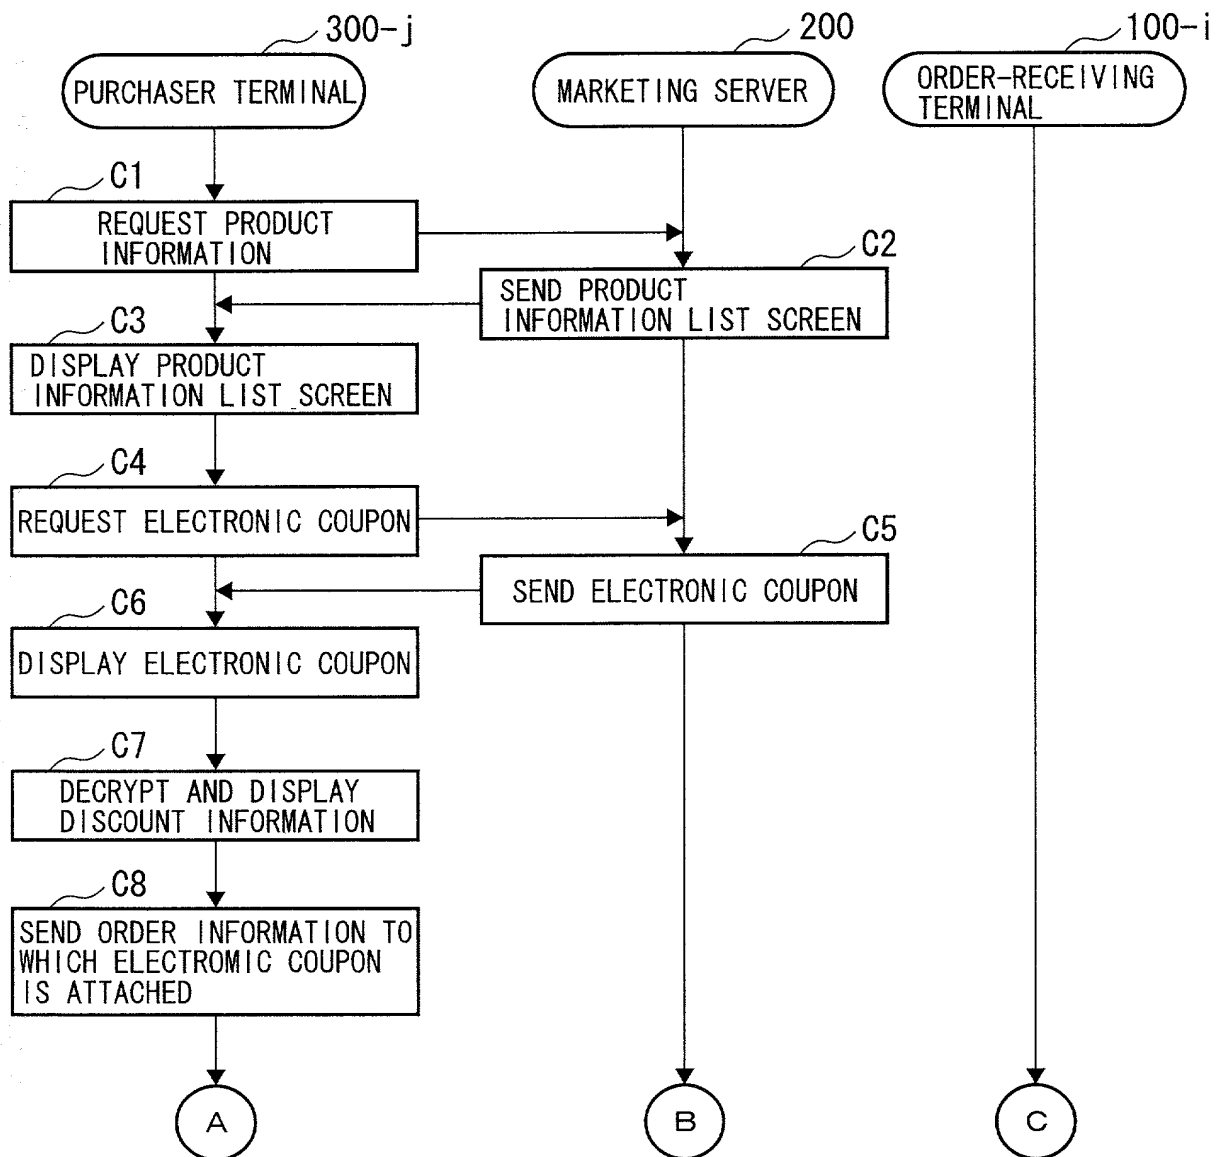 300-j
200
100-i
PURCHASER TERMINAL
MARKETING SERVER
ORDER-RECEIVING
TERMINAL
C1
REQUEST PRODUCT
INFORMATION
C2
SEND PRODUCT
INFORMATION LIST SCREEN
C3
DISPLAY PRODUCT
INFORMATION LIST SCREEN
C4
REQUEST ELECTRONIC COUPON
C5
SEND ELECTRONIC COUPON
C6
DISPLAY ELECTRONIC COUPON
C7
DECRYPT AND DISPLAY
DISCOUNT INFORMATION
C8
SEND ORDER INFORMATION TO
WHICH ELECTROMIC COUPON
IS ATTACHED
A
B
C